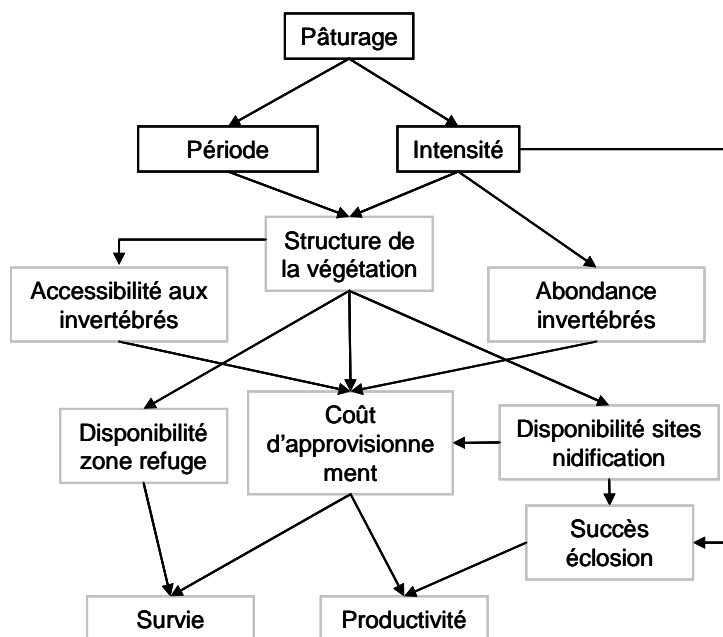 Pâturage
Période
Intensité
Structure de
la végétation
Accessibilité aux
invertébrés
Abondance
invertébrés
Disponibilité
zone refuge
Coût
d'approvisionne
ment
Disponibilité sites
nidification
Succès
éclosion
Survie
Productivité